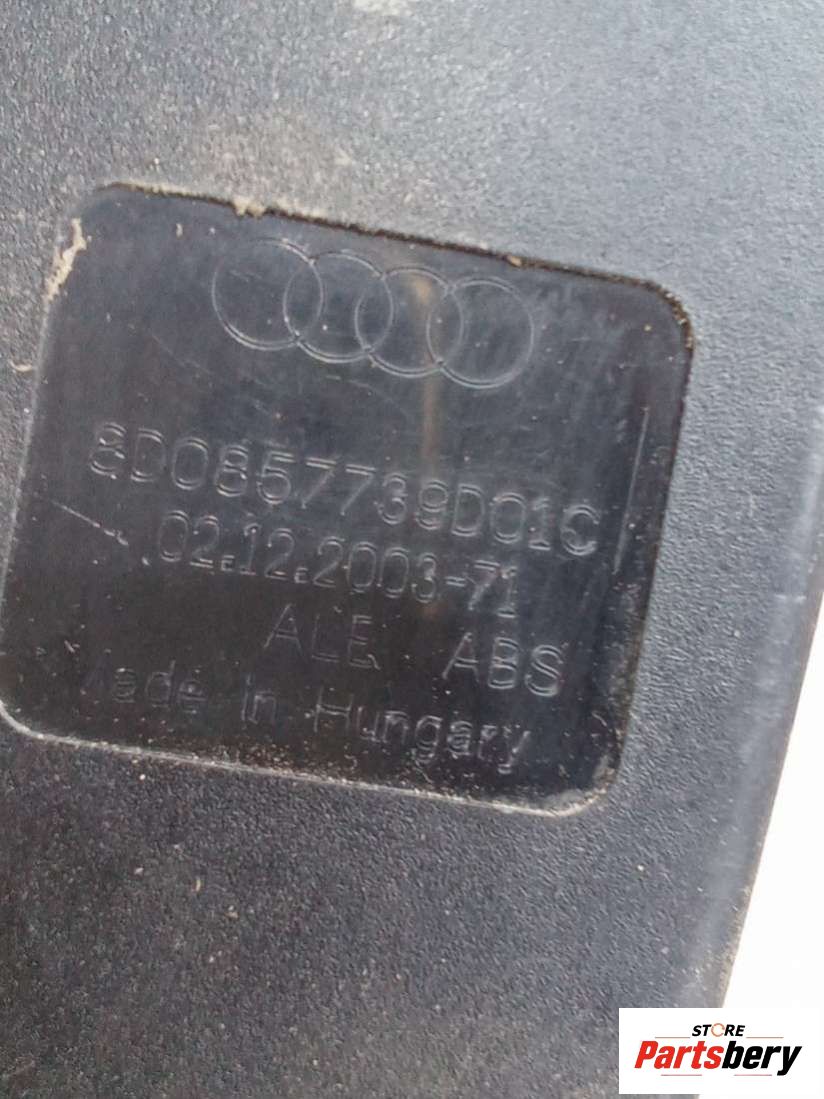 8D0857739D01C
02.12.2003-71
ALE ABS
Made in Hungary
STORE
Partsbery